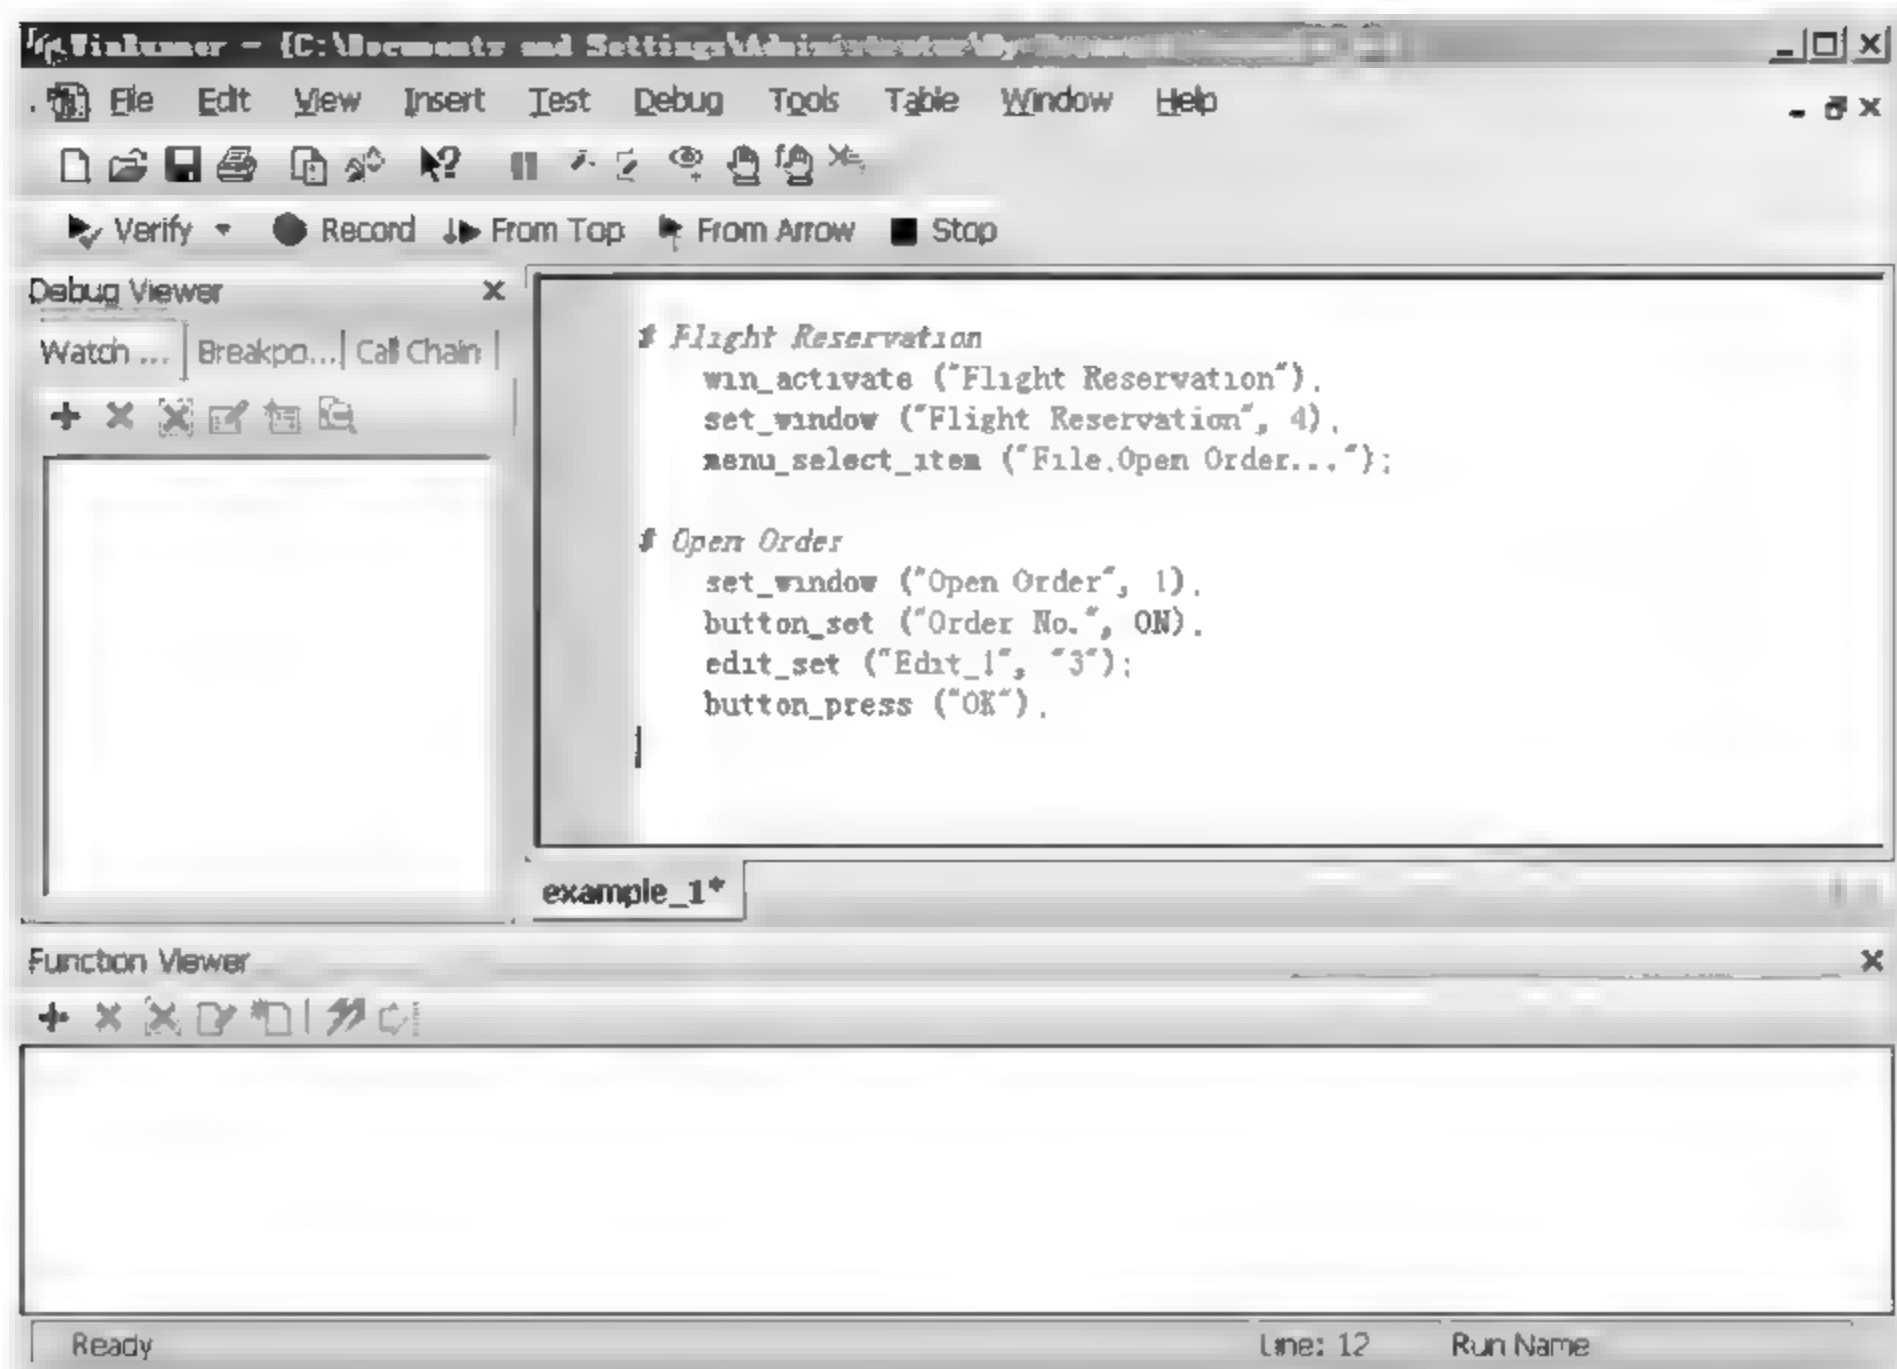 WinRunner - [C:\Documents and Settings\Administrator\My
File Edit View Insert Test Debug Tools Table Window Help
Verify Record From Top From Arrow Stop
Debug Viewer
Watch ... Breakpo... Call Chain
# Flight Reservation
win_activate ("Flight Reservation");
set_window ("Flight Reservation", 4);
menu_select_item ("File;Open Order...");
# Open Order
set_window ("Open Order", 1);
button_set ("Order No.", ON);
edit_set ("Edit_1", "3");
button_press ("OK");
example_1*
Function Viewer
Ready Line: 12 Run Name